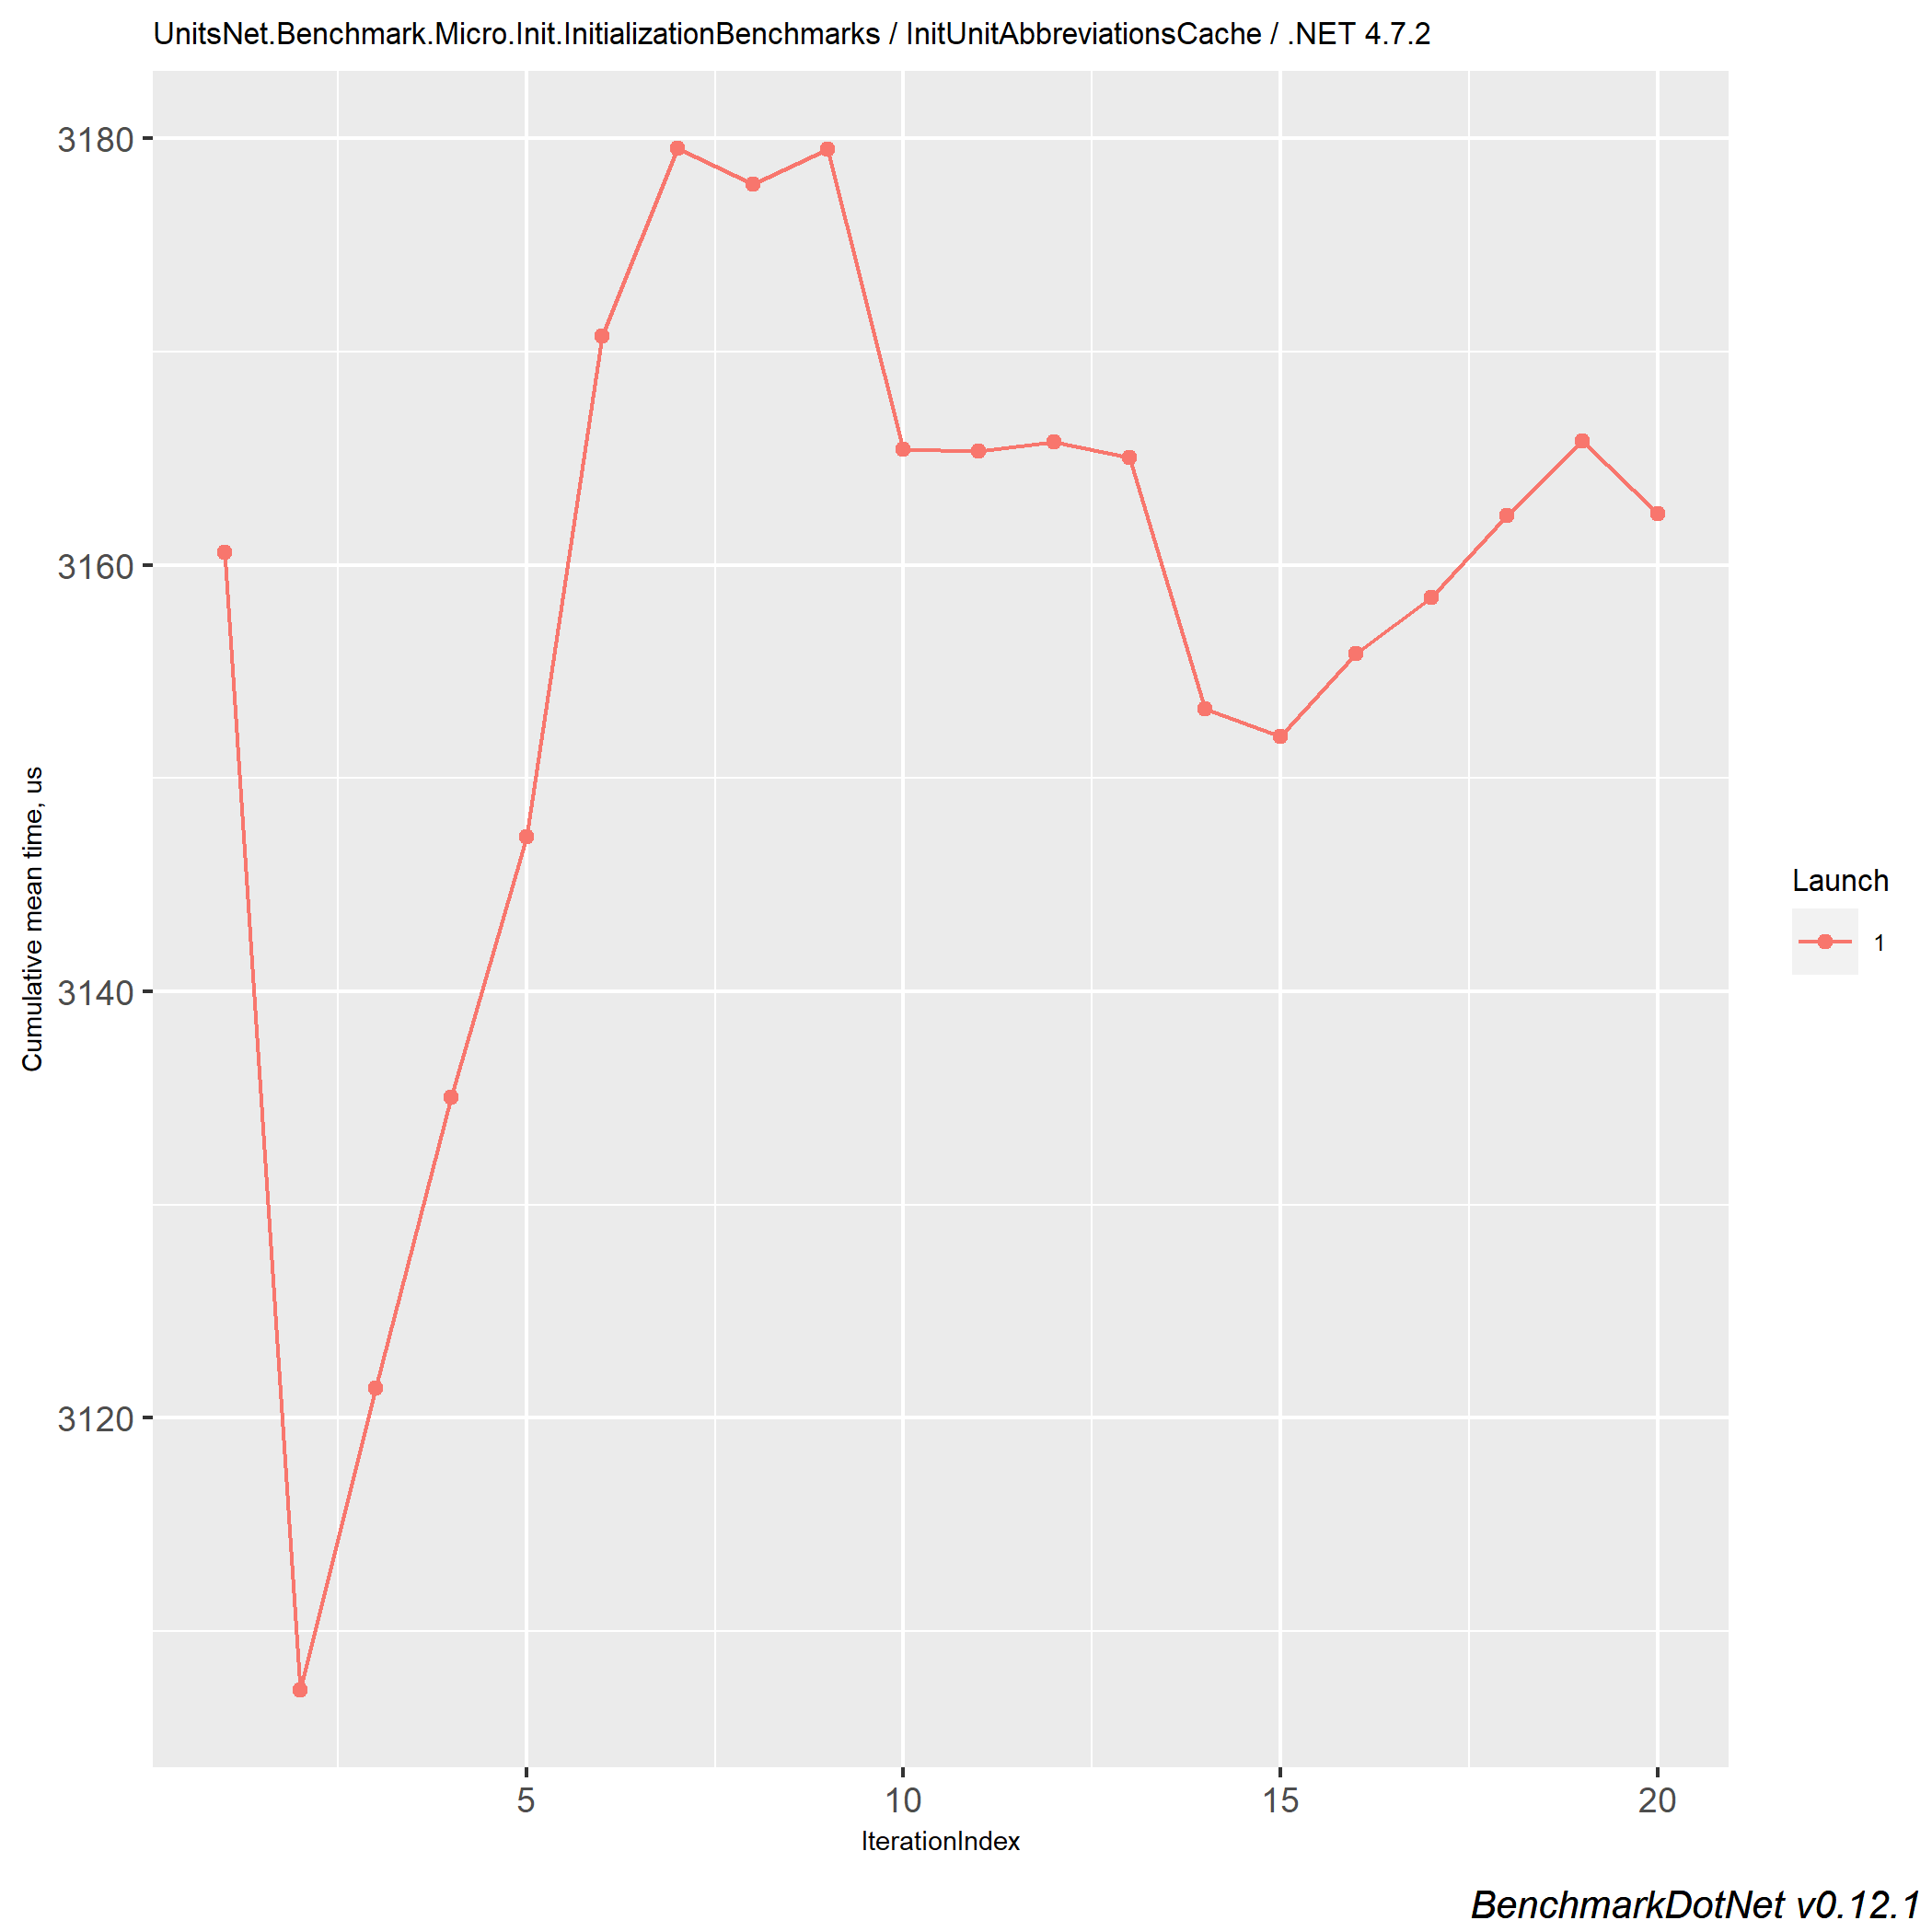 UnitsNet.Benchmark.Micro.Init.InitializationBenchmarks / InitUnitAbbreviationsCache / .NET 4.7.2
3180
3160
3140
3120
Cumulative mean time, us
5
10
15
20
IterationIndex
Launch
1
BenchmarkDotNet v0.12.1